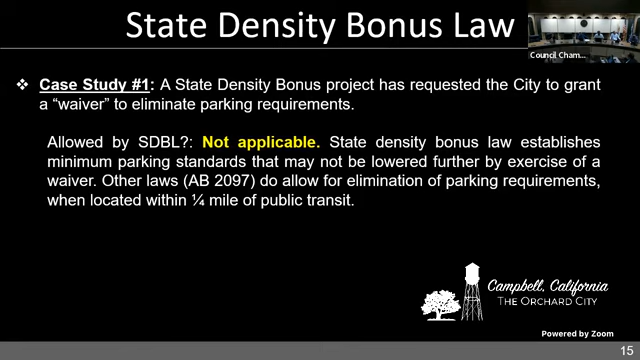 State Density Bonus Law
Council Cham...
❖ Case Study #1: A State Density Bonus project has requested the City to grant
a “waiver” to eliminate parking requirements.
Allowed by SDBL?: Not applicable. State density bonus law establishes
minimum parking standards that may not be lowered further by exercise of a
waiver. Other laws (AB 2097) do allow for elimination of parking requirements,
when located within ¼ mile of public transit.
Campbell, California
THE ORCHARD CITY
Powered by Zoom
15